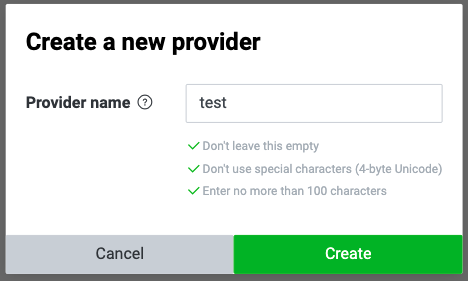 Create a new provider
Provider name ?
test
Don't leave this empty
Don't use special characters (4-byte Unicode)
Enter no more than 100 characters
Cancel
Create